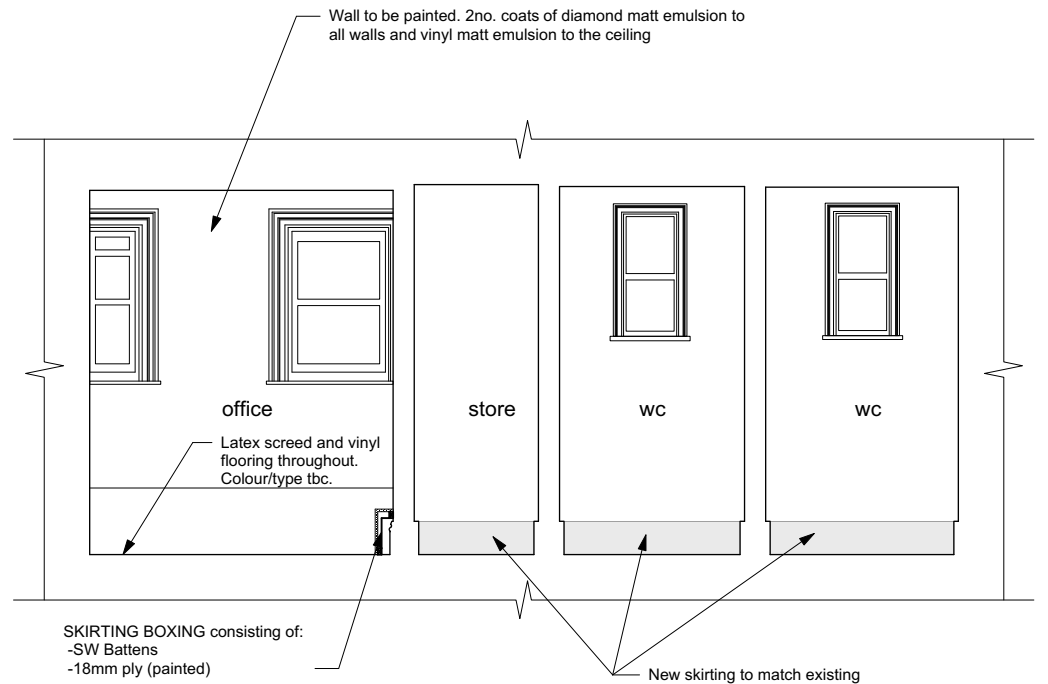 Wall to be painted. 2no. coats of diamond matt emulsion to
all walls and vinyl matt emulsion to the ceiling
office
store
wc
wc
Latex screed and vinyl
flooring throughout.
Colour/type tbc.
SKIRTING BOXING consisting of:
-SW Battens
-18mm ply (painted)
New skirting to match existing